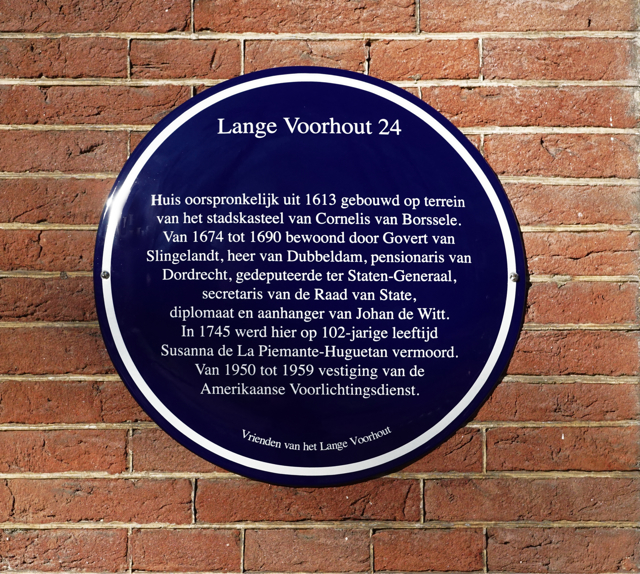 Lange Voorhout 24
Huis oorspronkelijk uit 1613 gebouwd op terrein
van het stadskasteel van Cornelis van Borssele.
Van 1674 tot 1690 bewoond door Govert van
Slingelandt, heer van Dubbeldam, pensionaris van
Dordrecht, gedeputeerde ter Staten-Generaal,
secretaris van de Raad van State,
diplomaat en aanhanger van Johan de Witt.
In 1745 werd hier op 102-jarige leeftijd
Susanna de La Piemante-Huguetan vermoord.
Van 1950 tot 1959 vestiging van de
Amerikaanse Voorlichtingsdienst.
Vrienden van het Lange Voorhout